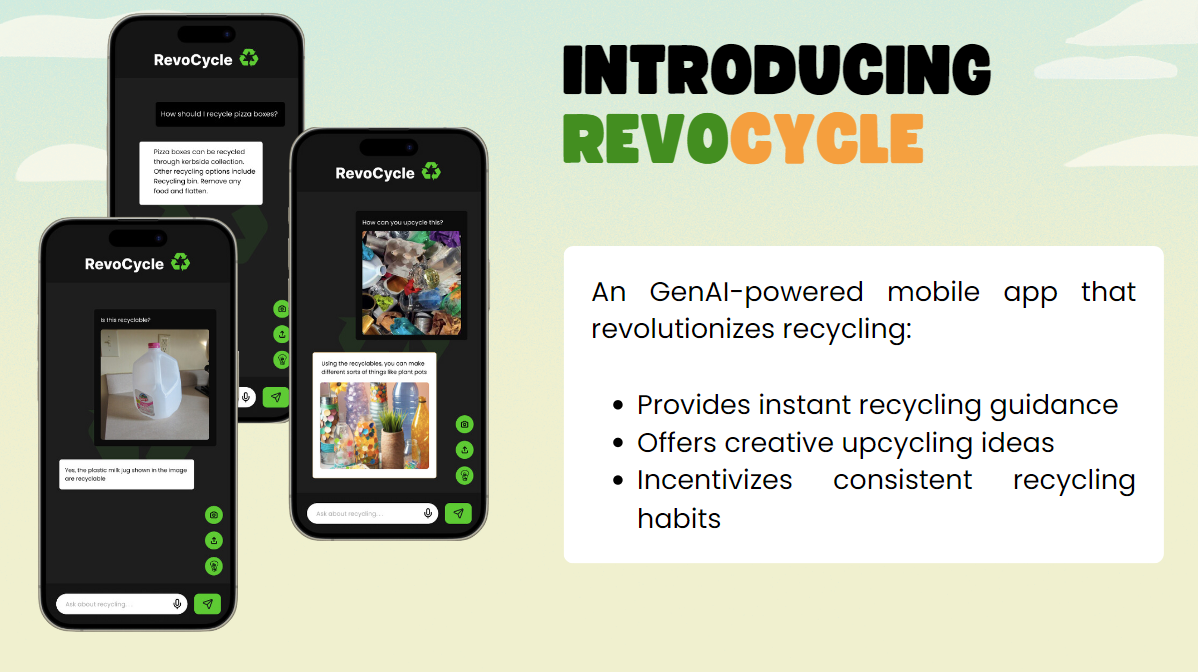 RevoCycle
How should I recycle pizza boxes?
Pizza boxes can be recycled
through kerbside collection.
Other recycling options include
Recycling bin. Remove any
food and flatten.
RevoCycle
How can you upcycle this?
Using the recyclables, you can make
different sorts of things like plant pots
Ask about recycling....
RevoCycle
Is this recyclable?
Yes, the plastic milk jug shown in the image
are recyclable
Ask about recycling....
INTRODUCING
REVOCYCLE
An GenAI-powered mobile app that
revolutionizes recycling:
• Provides instant recycling guidance
• Offers creative upcycling ideas
• Incentivizes consistent recycling
habits